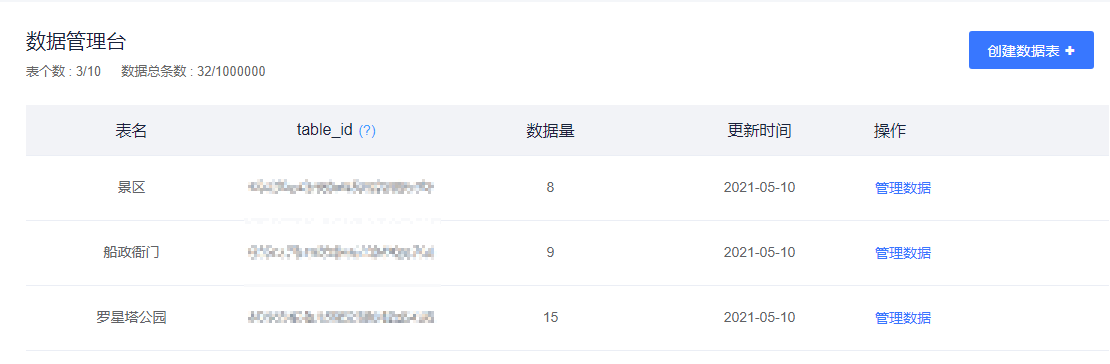 数据管理台
创建数据表 +
表个数 : 3/10 数据总条数 : 32/1000000
表名 table_id (?) 数据量 更新时间 操作
景区 8 2021-05-10 管理数据
船政衙门 9 2021-05-10 管理数据
罗星塔公园 15 2021-05-10 管理数据